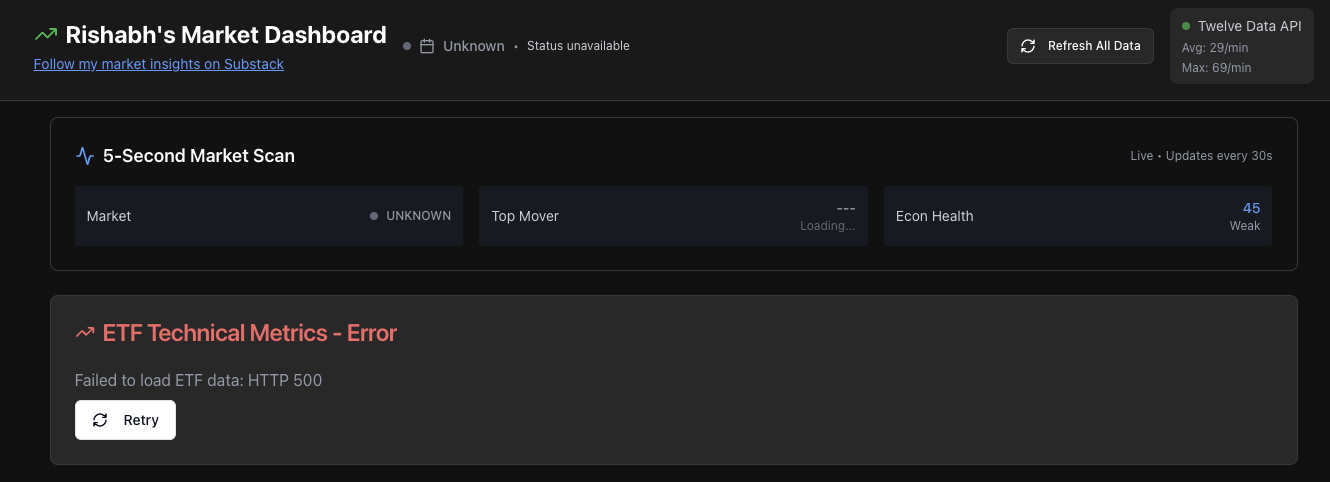 Rishabh's Market Dashboard
Follow my market insights on Substack
Unknown • Status unavailable
Refresh All Data
Twelve Data API
Avg: 29/min
Max: 69/min
5-Second Market Scan
Live • Updates every 30s
Market
UNKNOWN
Top Mover
---
Loading...
Econ Health
45
Weak
ETF Technical Metrics - Error
Failed to load ETF data: HTTP 500
Retry